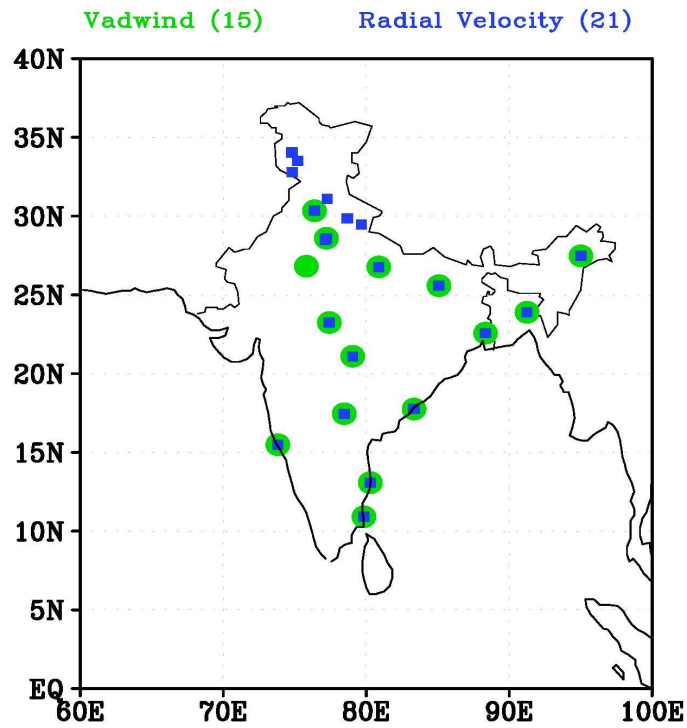 Vadwind (15) Radial Velocity (21)
40N
35N
30N
25N
20N
15N
10N
5N
EQ
60E 70E 80E 90E 100E